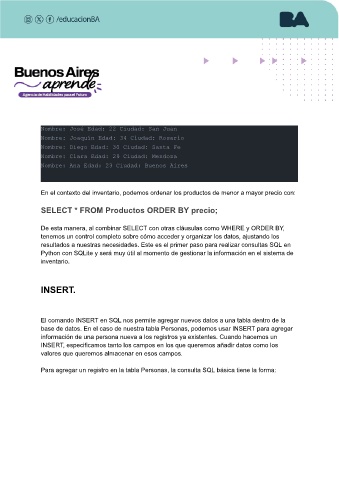 /educacionBA
BA
Buenos Aires
aprende
Agencia de Habilidades para el Futuro
Nombre: José Edad: 22 Ciudad: San Juan
Nombre: Joaquín Edad: 34 Ciudad: Rosario
Nombre: Diego Edad: 30 Ciudad: Santa Fe
Nombre: Clara Edad: 29 Ciudad: Mendoza
Nombre: Ana Edad: 23 Ciudad: Buenos Aires
En el contexto del inventario, podemos ordenar los productos de menor a mayor precio con:
SELECT * FROM Productos ORDER BY precio;
De esta manera, al combinar SELECT con otras cláusulas como WHERE y ORDER BY,
tenemos un control completo sobre cómo acceder y organizar los datos, ajustando los
resultados a nuestras necesidades. Este es el primer paso para realizar consultas SQL en
Python con SQLite y será muy útil al momento de gestionar la información en el sistema de
inventario.
INSERT.
El comando INSERT en SQL nos permite agregar nuevos datos a una tabla dentro de la
base de datos. En el caso de nuestra tabla Personas, podemos usar INSERT para agregar
información de una persona nueva a los registros ya existentes. Cuando hacemos un
INSERT, especificamos tanto los campos en los que queremos añadir datos como los
valores que queremos almacenar en esos campos.
Para agregar un registro en la tabla Personas, la consulta SQL básica tiene la forma: